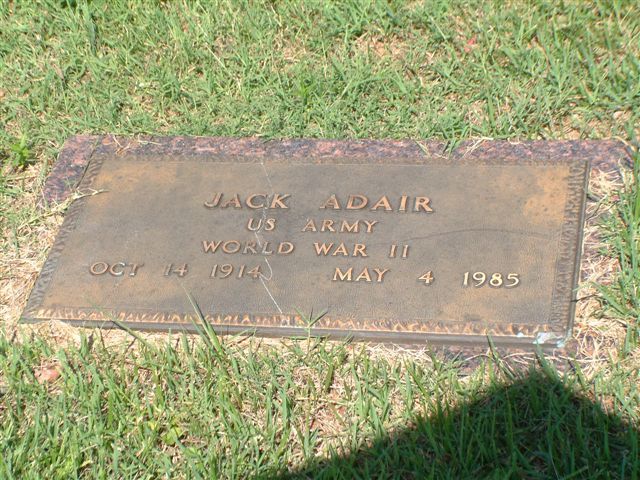 JACK ADAIR
US ARMY
WORLD WAR II
OCT 14 1914 MAY 4 1985